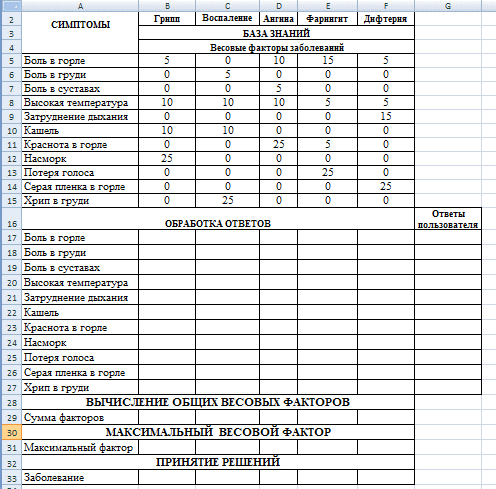 A B C D E F G
2 СИМПТОМЫ Грипп Воспаление Ангина Фарингит Дифтерия
3 БАЗА ЗНАНИЙ
4 Весовые факторы заболеваний
5 Боль в горле 5 0 10 15 5
6 Боль в груди 0 5 0 0 0
7 Боль в суставах 0 0 5 0 0
8 Высокая температура 10 10 10 5 5
9 Затруднение дыхания 0 0 0 0 15
10 Кашель 10 10 0 0 0
11 Краснота в горле 0 0 25 5 0
12 Насморк 25 0 0 0 0
13 Потеря голоса 0 0 0 25 0
14 Серая пленка в горле 0 0 0 0 25
15 Хрип в груди 0 25 0 0 0
16 ОБРАБОТКА ОТВЕТОВ Ответы
пользователя
17 Боль в горле
18 Боль в груди
19 Боль в суставах
20 Высокая температура
21 Затруднение дыхания
22 Кашель
23 Краснота в горле
24 Насморк
25 Потеря голоса
26 Серая пленка в горле
27 Хрип в груди
28 ВЫЧИСЛЕНИЕ ОБЩИХ ВЕСОВЫХ ФАКТОРОВ
29 Сумма факторов
30 МАКСИМАЛЬНЫЙ ВЕСОВОЙ ФАКТОР
31 Максимальный фактор
32 ПРИНЯТИЕ РЕШЕНИЙ
33 Заболевание